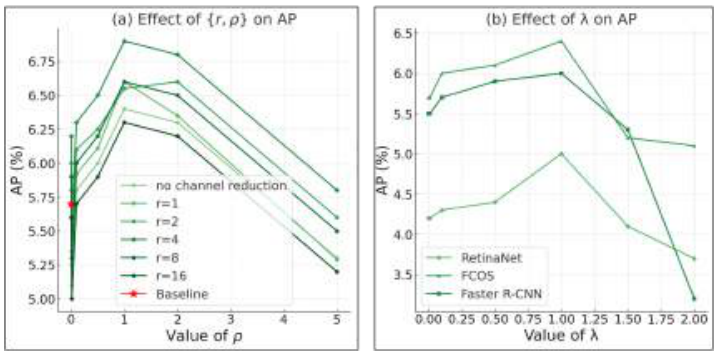 (a) Effect of {r, ρ} on AP
AP (%)
6.75
6.50
6.25
6.00
5.75
5.50
5.25
5.00
no channel reduction
r=1
r=2
r=4
r=8
r=16
Baseline
0
1
2
3
4
5
Value of ρ
(b) Effect of λ on AP
AP (%)
6.5
6.0
5.5
5.0
4.5
4.0
3.5
RetinaNet
FCOS
Faster R-CNN
0.00 0.25 0.50 0.75 1.00 1.25 1.50 1.75 2.00
Value of λ